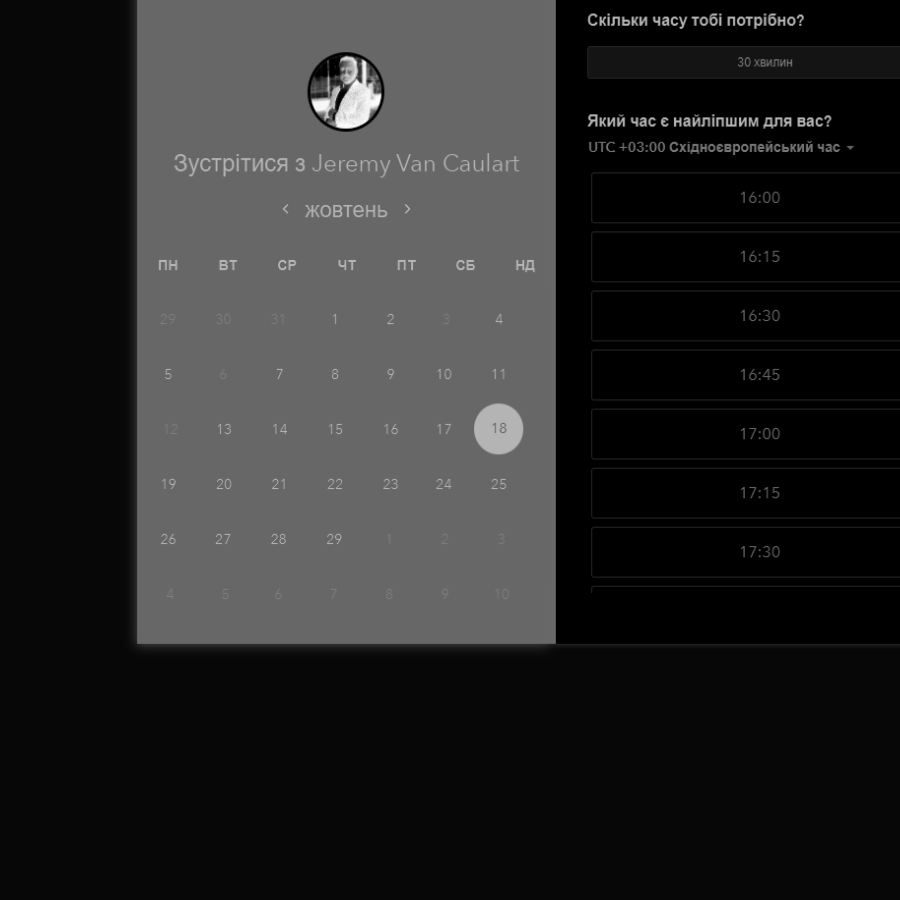 Зустрітися з Jeremy Van Caulart
жовтень
ПН ВТ СР ЧТ ПТ СБ НД
29 30 31 1 2 3 4
5 6 7 8 9 10 11
12 13 14 15 16 17 18
19 20 21 22 23 24 25
26 27 28 29 1 2 3
4 5 6 7 8 9 10
Скільки часу тобі потрібно?
30 хвилин
Який час є найліпшим для вас?
UTC +03:00 Східноєвропейський час
16:00
16:15
16:30
16:45
17:00
17:15
17:30